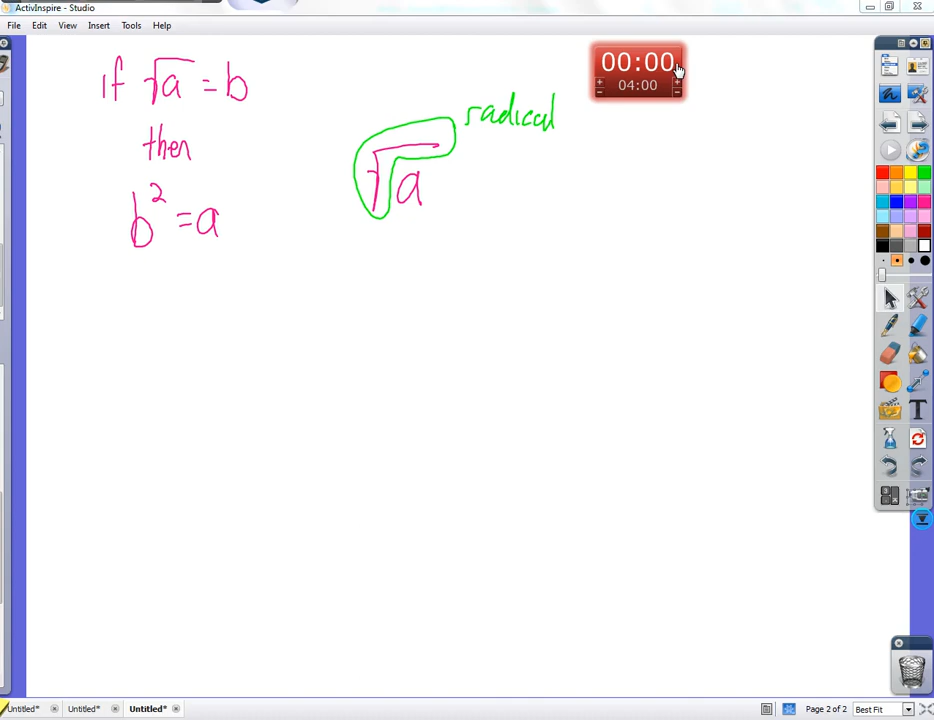 ActivInspire - Studio
File Edit View Insert Tools Help
if √a = b
then
b² = a
√a
radical
00:00
04:00
Untitled* Untitled* Untitled*
Page 2 of 2 Best Fit